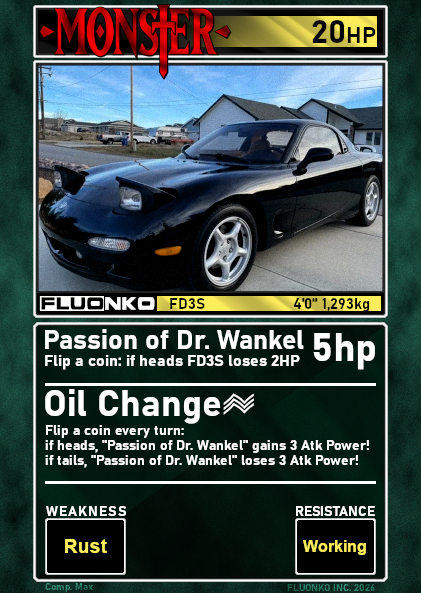 MONSTER
20HP
FLUONKO FD3S 4'0" 1,293kg
Passion of Dr. Wankel 5hp
Flip a coin: if heads FD3S loses 2HP
Oil Change
Flip a coin every turn:
if heads, "Passion of Dr. Wankel" gains 3 Atk Power!
if tails, "Passion of Dr. Wankel" loses 3 Atk Power!
WEAKNESS RESISTANCE
Rust Working
Comp. Max FLUONKO INC. 2026